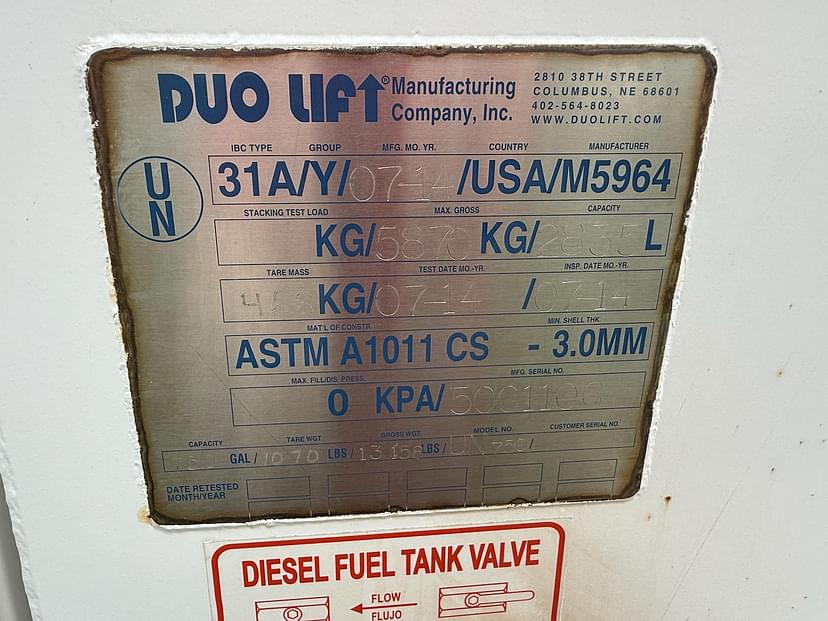 DUO LIFT® Manufacturing Company, Inc.
2810 38TH STREET
COLUMBUS, NE 68601
402-564-8023
WWW.DUOLIFT.COM
IBC TYPE GROUP MFG. MO. YR. COUNTRY MANUFACTURER
UN
31A/Y/07-14/USA/M5964
STACKING TEST LOAD MAX. GROSS CAPACITY
KG/ KG/ L
TARE MASS TEST DATE MO.-YR. INSP. DATE MO.-YR.
KG/07-14 /07-14
MAT'L OF CONSTR. MIN. SHELL THK.
ASTM A1011 CS - 3.0MM
MAX. FILL/DIS. PRESS. MFG. SERIAL NO.
0 KPA/
CAPACITY TARE WGT GROSS WGT. MODEL NO. CUSTOMER SERIAL NO.
GAL/1070 LBS/13158 LBS/UN750/
DATE RETESTED
MONTH/YEAR
DIESEL FUEL TANK VALVE
FLOW
FLUJO